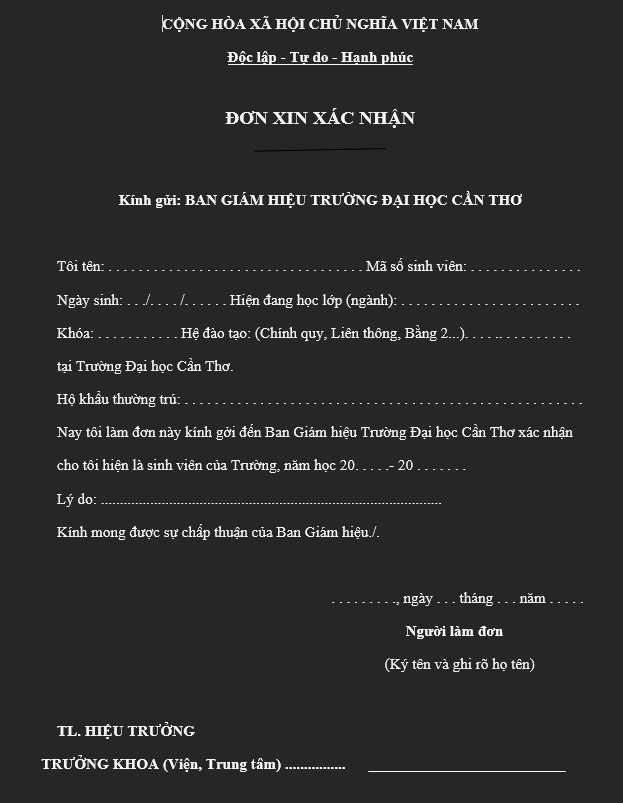 CỘNG HÒA XÃ HỘI CHỦ NGHĨA VIỆT NAM
Độc lập - Tự do - Hạnh phúc
ĐƠN XIN XÁC NHẬN
Kính gửi: BAN GIÁM HIỆU TRƯỜNG ĐẠI HỌC CẦN THƠ
Tôi tên: . . . . . . . . . . . . . . . . . . . . . . . . . . . . . . . . . . Mã số sinh viên: . . . . . . . . . . . . . . .
Ngày sinh: . . ./. . . . /. . . . . . Hiện đang học lớp (ngành): . . . . . . . . . . . . . . . . . . . . . . . .
Khóa: . . . . . . . . . . . Hệ đào tạo: (Chính quy, Liên thông, Bằng 2...). . . . .. . . . . . . . . . .
tại Trường Đại học Cần Thơ.
Hộ khẩu thường trú: . . . . . . . . . . . . . . . . . . . . . . . . . . . . . . . . . . . . . . . . . . . . . . . . . . . . .
Nay tôi làm đơn này kính gởi đến Ban Giám hiệu Trường Đại học Cần Thơ xác nhận
cho tôi hiện là sinh viên của Trường, năm học 20. . . . .- 20 . . . . . . .
Lý do: ..........................................................................................
Kính mong được sự chấp thuận của Ban Giám hiệu./.
. . . . . . . . ., ngày . . . tháng . . . năm . . . . .
Người làm đơn
(Ký tên và ghi rõ họ tên)
TL. HIỆU TRƯỞNG
TRƯỞNG KHOA (Viện, Trung tâm) ................ __________________________